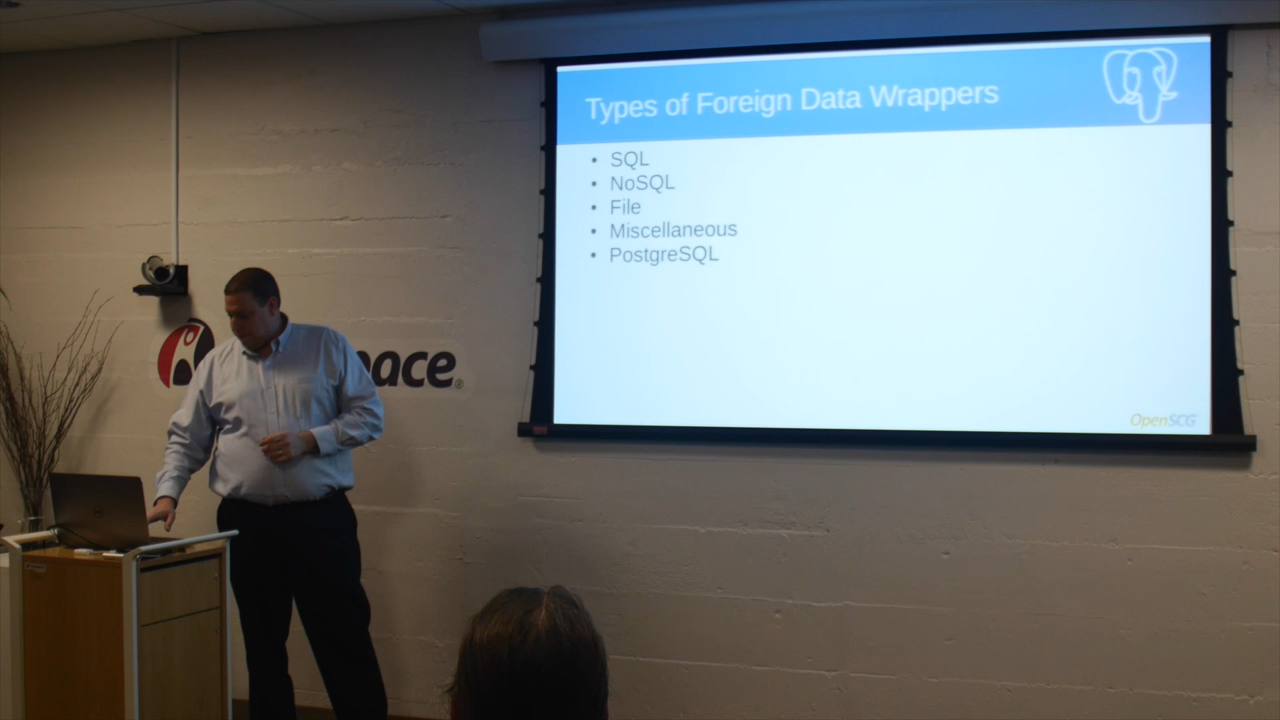 Types of Foreign Data Wrappers
• SQL
• NoSQL
• File
• Miscellaneous
• PostgreSQL
OpenSCG
pace®